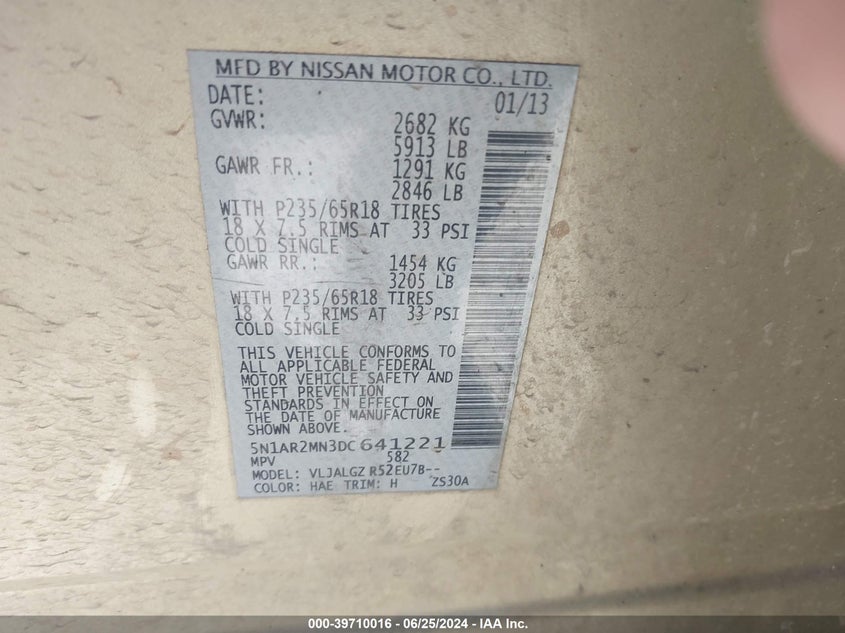 MFD BY NISSAN MOTOR CO., LTD.
DATE: 01/13
GVWR: 2682 KG
5913 LB
GAWR FR.: 1291 KG
2846 LB
WITH P235/65R18 TIRES
18 X 7.5 RIMS AT 33 PSI
COLD SINGLE
GAWR RR.: 1454 KG
3205 LB
WITH P235/65R18 TIRES
18 X 7.5 RIMS AT 33 PSI
COLD SINGLE
THIS VEHICLE CONFORMS TO
ALL APPLICABLE FEDERAL
MOTOR VEHICLE SAFETY AND
THEFT PREVENTION
STANDARDS IN EFFECT ON
THE DATE OF MANUFACTURE
SHOWN ABOVE.
5N1AR2MN3DC641221
MPV 582
MODEL: VLJALGZ R52EU7B--
COLOR: HAE TRIM: H ZS30A
000-39710016 - 06/25/2024 - IAA Inc.